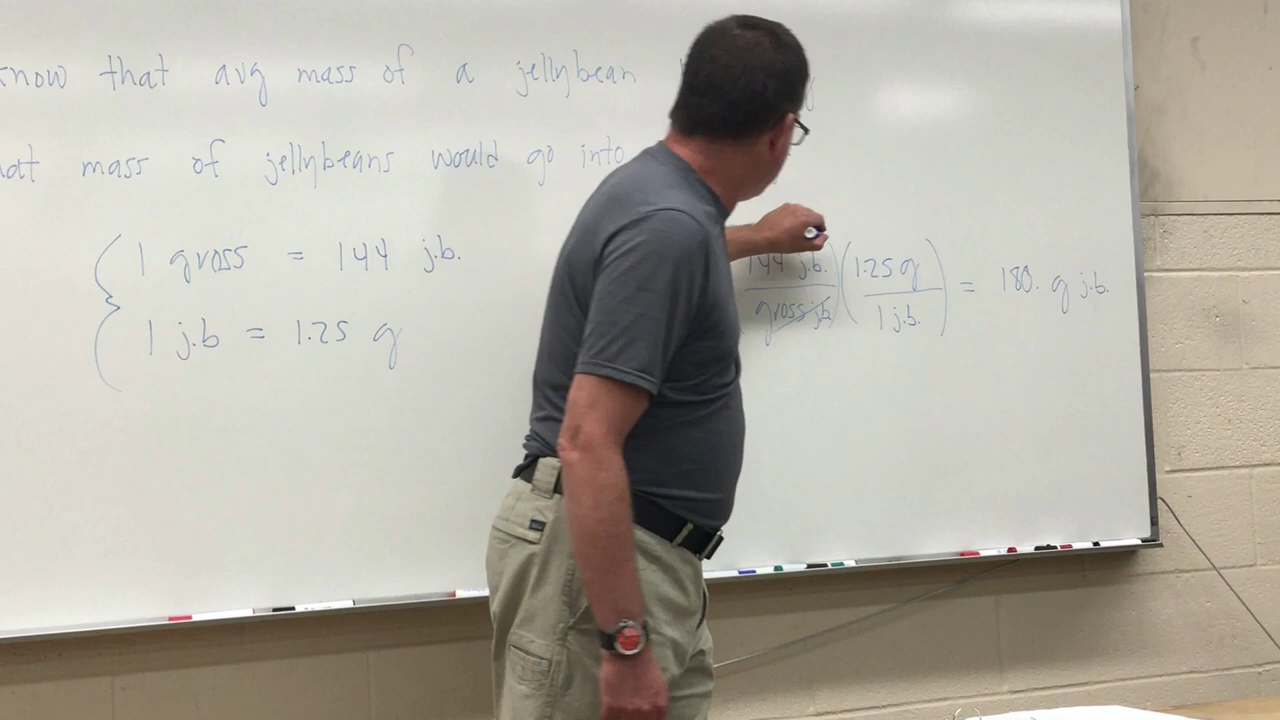 know that avg mass of a jellybean
mass of jellybeans would go into
1 gross = 144 j.b.
1 j.b = 1.25 g
(144 j.b. / gross jb) (1.25 g / 1 j.b.) = 180. g j.b.